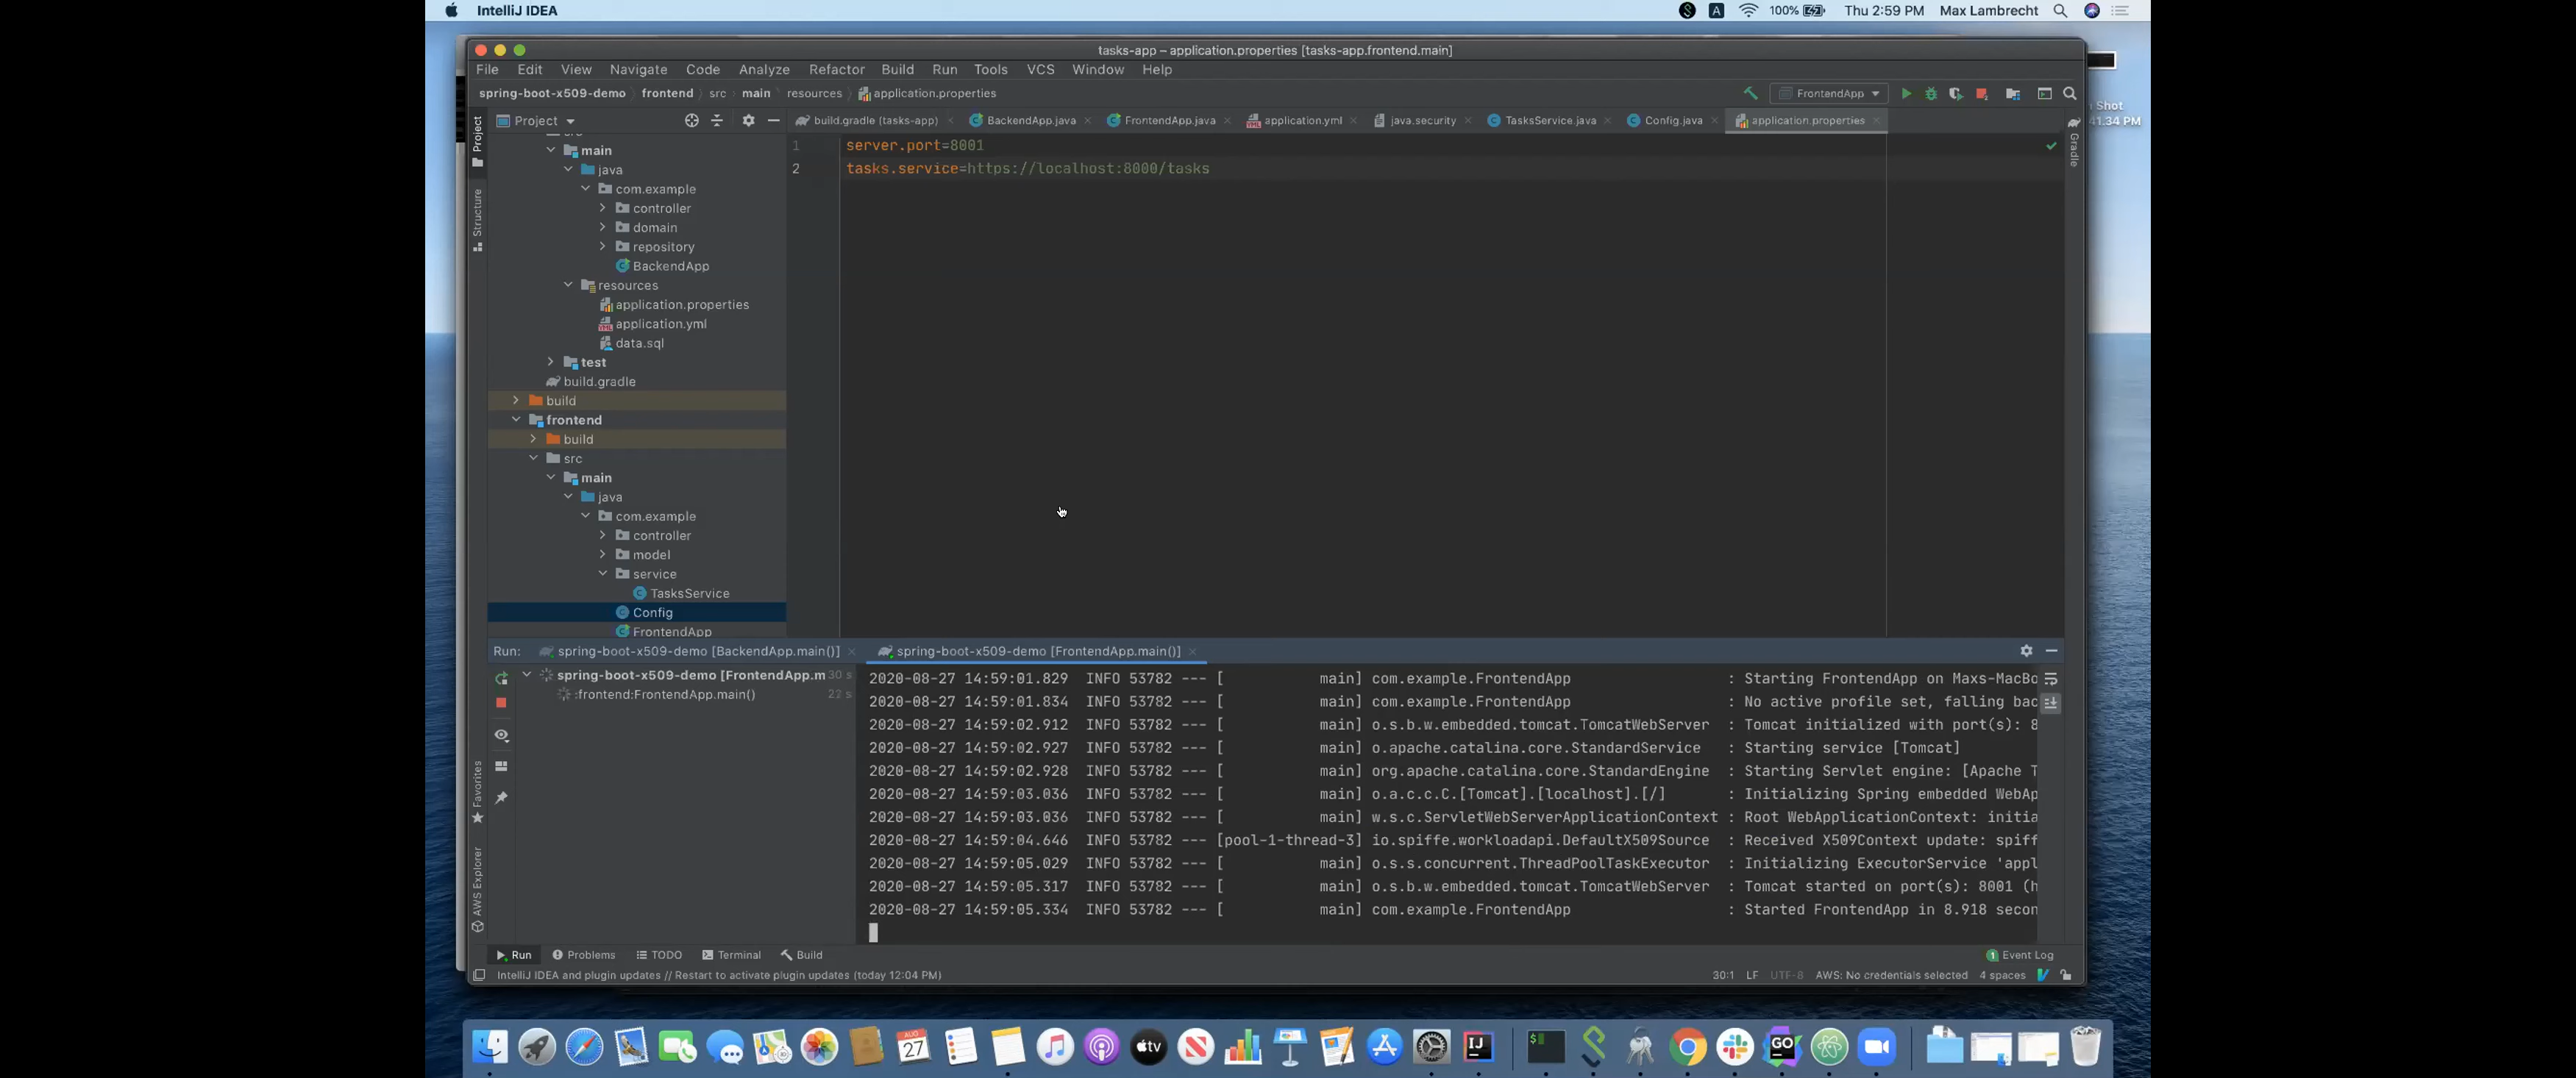 IntelliJ IDEA
100%
Thu 2:59 PM
Max Lambrecht
tasks-app – application.properties [tasks-app.frontend.main]
File Edit View Navigate Code Analyze Refactor Build Run Tools VCS Window Help
Shot
41.34 PM
spring-boot-x509-demo frontend src main resources application.properties
FrontendApp
Project
build.gradle (tasks-app) BackendApp.java FrontendApp.java application.yml java.security TasksService.java Config.java application.properties
Project
Structure
Favorites
AWS Explorer
Gradle
main
java
com.example
controller
domain
repository
BackendApp
resources
application.properties
application.yml
data.sql
test
build.gradle
build
frontend
build
src
main
java
com.example
controller
model
service
TasksService
Config
FrontendApp
1 server.port=8001
2 tasks.service=https://localhost:8000/tasks
Run: spring-boot-x509-demo [BackendApp.main()] spring-boot-x509-demo [FrontendApp.main()]
spring-boot-x509-demo [FrontendApp.m 30 s
:frontend:FrontendApp.main() 22 s
2020-08-27 14:59:01.829 INFO 53782 --- [ main] com.example.FrontendApp : Starting FrontendApp on Maxs-MacBo
2020-08-27 14:59:01.834 INFO 53782 --- [ main] com.example.FrontendApp : No active profile set, falling bac
2020-08-27 14:59:02.912 INFO 53782 --- [ main] o.s.b.w.embedded.tomcat.TomcatWebServer : Tomcat initialized with port(s): 8
2020-08-27 14:59:02.927 INFO 53782 --- [ main] o.apache.catalina.core.StandardService : Starting service [Tomcat]
2020-08-27 14:59:02.928 INFO 53782 --- [ main] org.apache.catalina.core.StandardEngine : Starting Servlet engine: [Apache T
2020-08-27 14:59:03.036 INFO 53782 --- [ main] o.a.c.c.C.[Tomcat].[localhost].[/] : Initializing Spring embedded WebAp
2020-08-27 14:59:03.036 INFO 53782 --- [ main] w.s.c.ServletWebServerApplicationContext : Root WebApplicationContext: initia
2020-08-27 14:59:04.646 INFO 53782 --- [pool-1-thread-3] io.spiffe.workloadapi.DefaultX509Source : Received X509Context update: spiff
2020-08-27 14:59:05.029 INFO 53782 --- [ main] o.s.s.concurrent.ThreadPoolTaskExecutor : Initializing ExecutorService 'appl
2020-08-27 14:59:05.317 INFO 53782 --- [ main] o.s.b.w.embedded.tomcat.TomcatWebServer : Tomcat started on port(s): 8001 (h
2020-08-27 14:59:05.334 INFO 53782 --- [ main] com.example.FrontendApp : Started FrontendApp in 8.918 secon
Run Problems TODO Terminal Build
1 Event Log
IntelliJ IDEA and plugin updates // Restart to activate plugin updates (today 12:04 PM)
30:1 LF UTF-8 AWS: No credentials selected 4 spaces
AUG
27
tv
IJ
GO